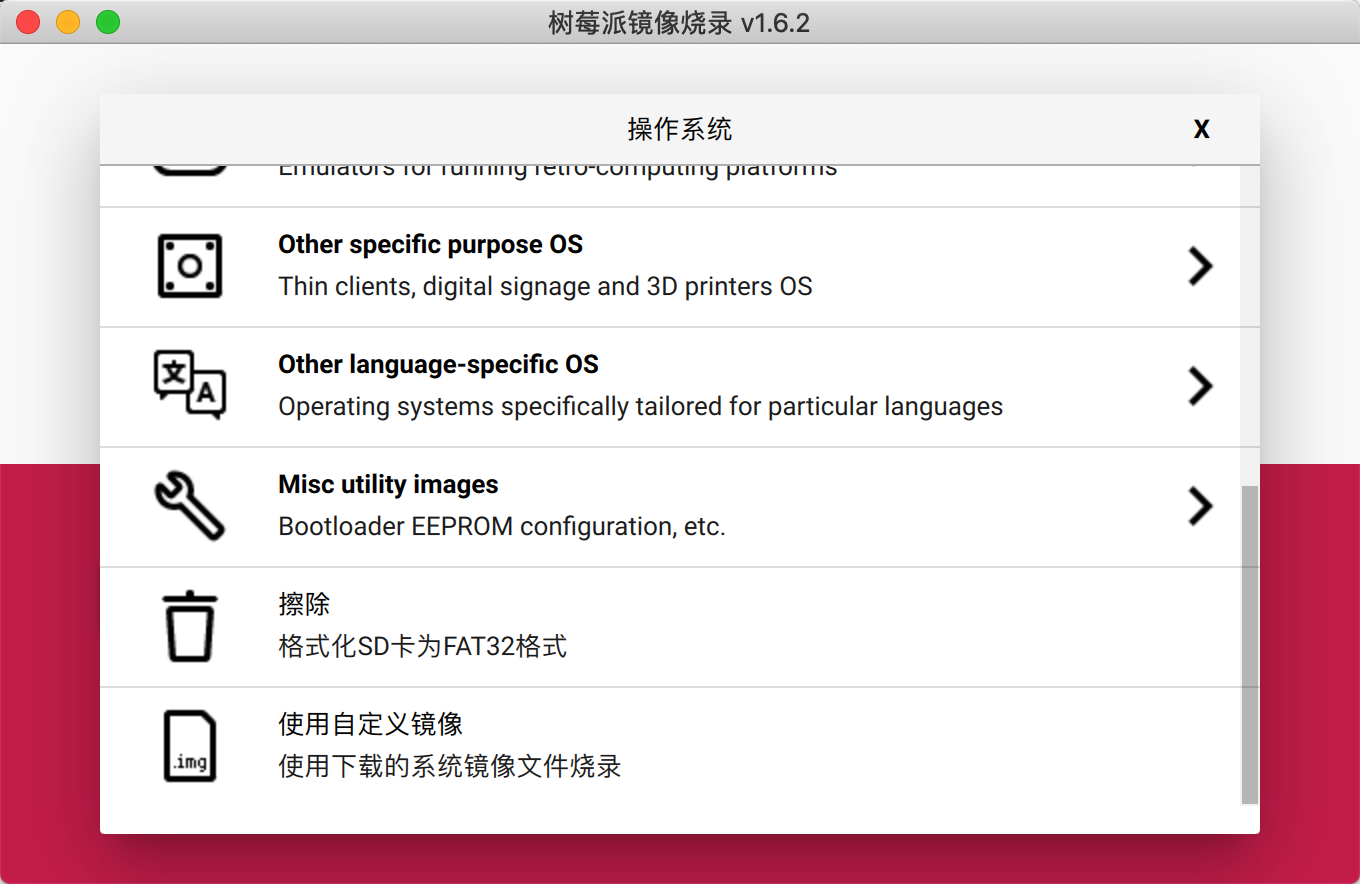 树莓派镜像烧录 v1.6.2
操作系统
X
Emulators for running retro-computing platforms
Other specific purpose OS
Thin clients, digital signage and 3D printers OS
Other language-specific OS
Operating systems specifically tailored for particular languages
文
A
Misc utility images
Bootloader EEPROM configuration, etc.
擦除
格式化SD卡为FAT32格式
使用自定义镜像
.img
使用下载的系统镜像文件烧录